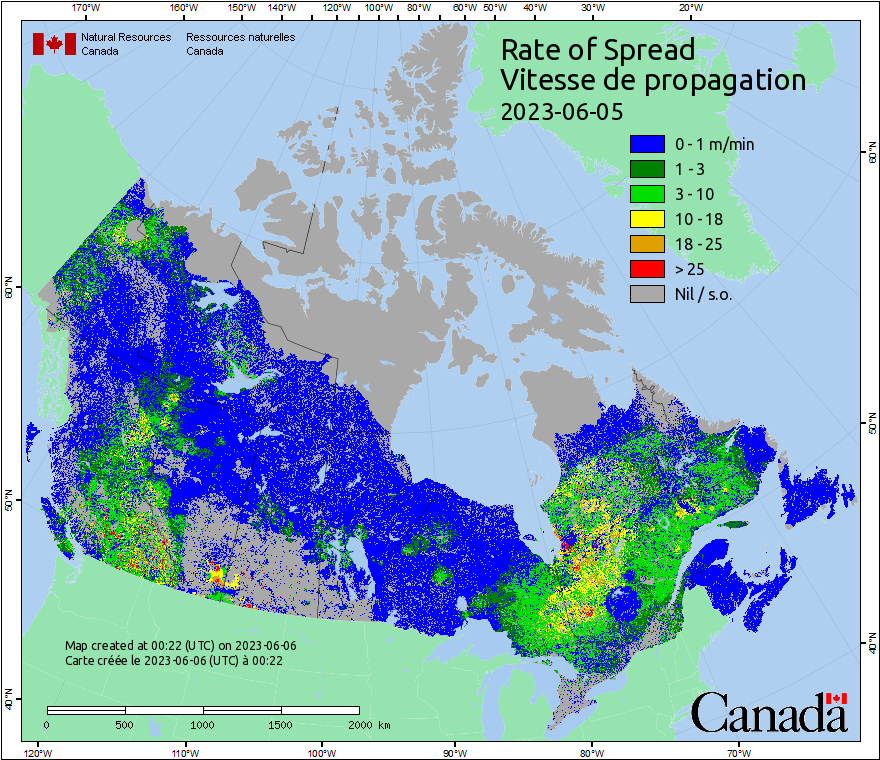 170°W 160°W 150°W 140°W 120°W 100°W 80°W 60°W 50°W 40°W 30°W 20°W
Natural Resources Ressources naturelles
Canada Canada
Rate of Spread
Vitesse de propagation
2023-06-05
0 - 1 m/min
1 - 3
3 - 10
10 - 18
18 - 25
> 25
Nil / s.o.
60°N
60°N
50°N
50°N
40°N
40°N
Map created at 00:22 (UTC) on 2023-06-06
Carte créée le 2023-06-06 (UTC) à 00:22
0 500 1000 1500 2000 km
Canada
120°W 110°W 100°W 90°W 80°W 70°W